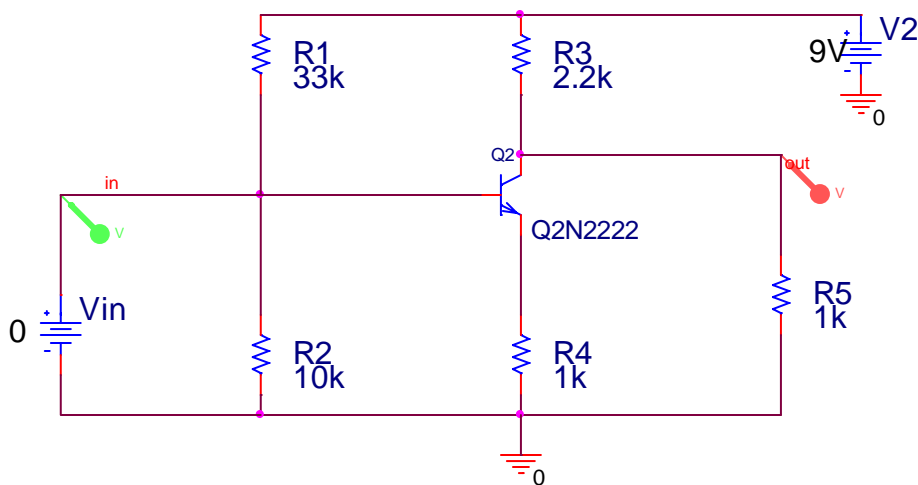 R1
33k
R3
2.2k
9V
V2
0
Q2
out
V
in
V
Q2N2222
Vin
0
R2
10k
R4
1k
R5
1k
0